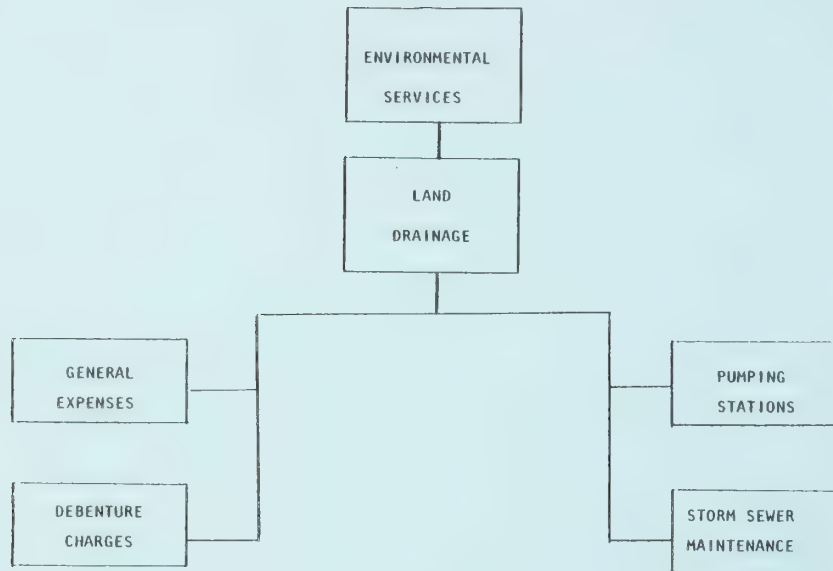 ENVIRONMENTAL
SERVICES
LAND
DRAINAGE
GENERAL
EXPENSES
DEBENTURE
CHARGES
PUMPING
STATIONS
STORM SEWER
MAINTENANCE